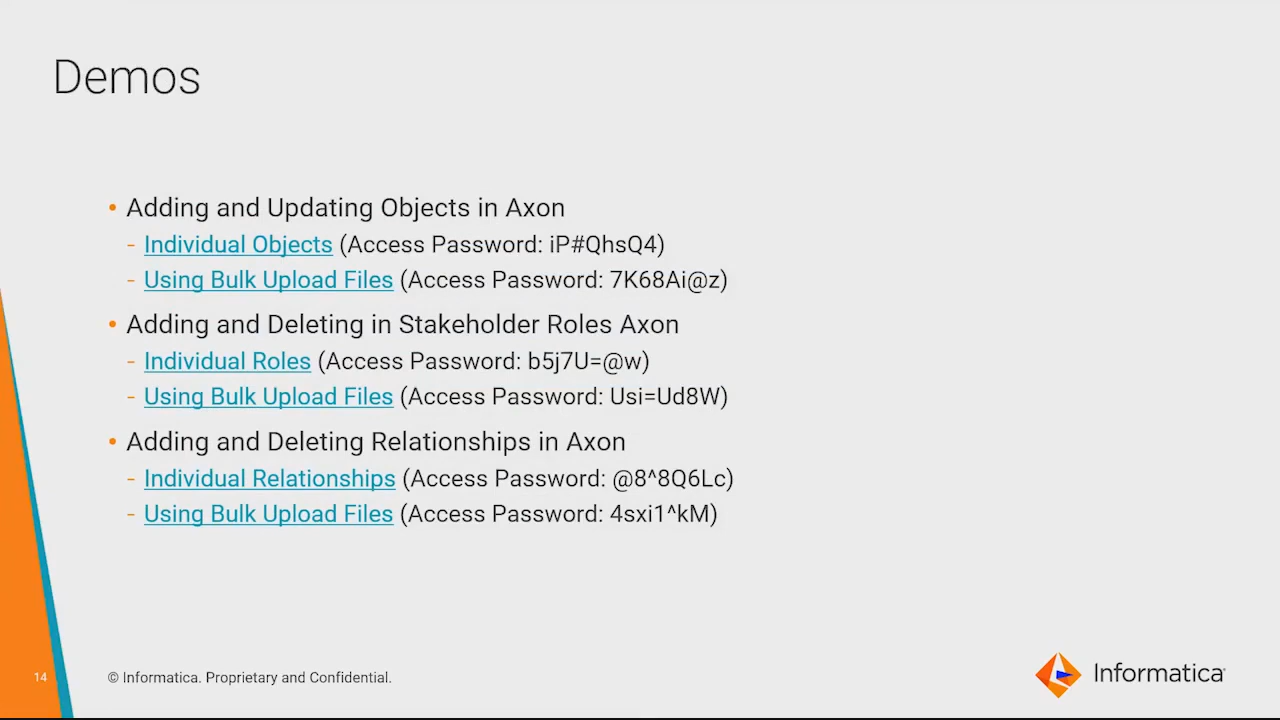 Demos
• Adding and Updating Objects in Axon
- Individual Objects (Access Password: iP#QhsQ4)
- Using Bulk Upload Files (Access Password: 7K68Ai@z)
• Adding and Deleting in Stakeholder Roles Axon
- Individual Roles (Access Password: b5j7U=@w)
- Using Bulk Upload Files (Access Password: Usi=Ud8W)
• Adding and Deleting Relationships in Axon
- Individual Relationships (Access Password: @8^8Q6Lc)
- Using Bulk Upload Files (Access Password: 4sxi1^kM)
14
© Informatica. Proprietary and Confidential.
Informatica